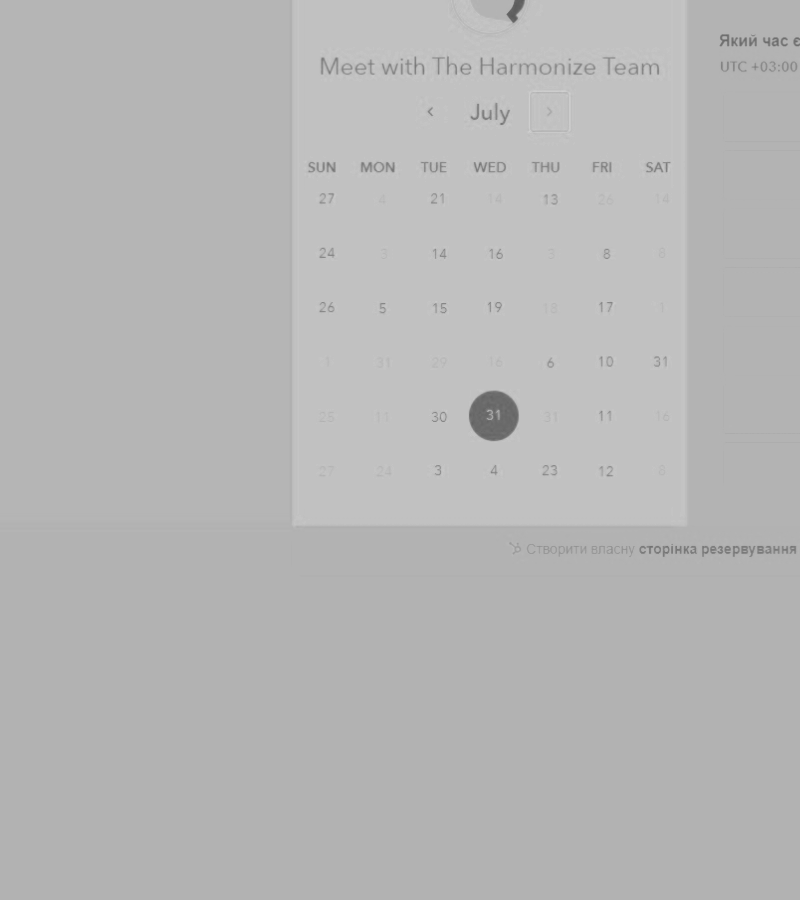 Який час є
Meet with The Harmonize Team
UTC +03:00
July
SUN MON TUE WED THU FRI SAT
27 4 21 14 13 26 14
24 3 14 16 3 8 6
26 5 15 19 18 17 1
1 31 29 16 6 10 31
25 11 30 31 31 11 16
27 24 3 4 23 12
Створити власну сторінка резервування